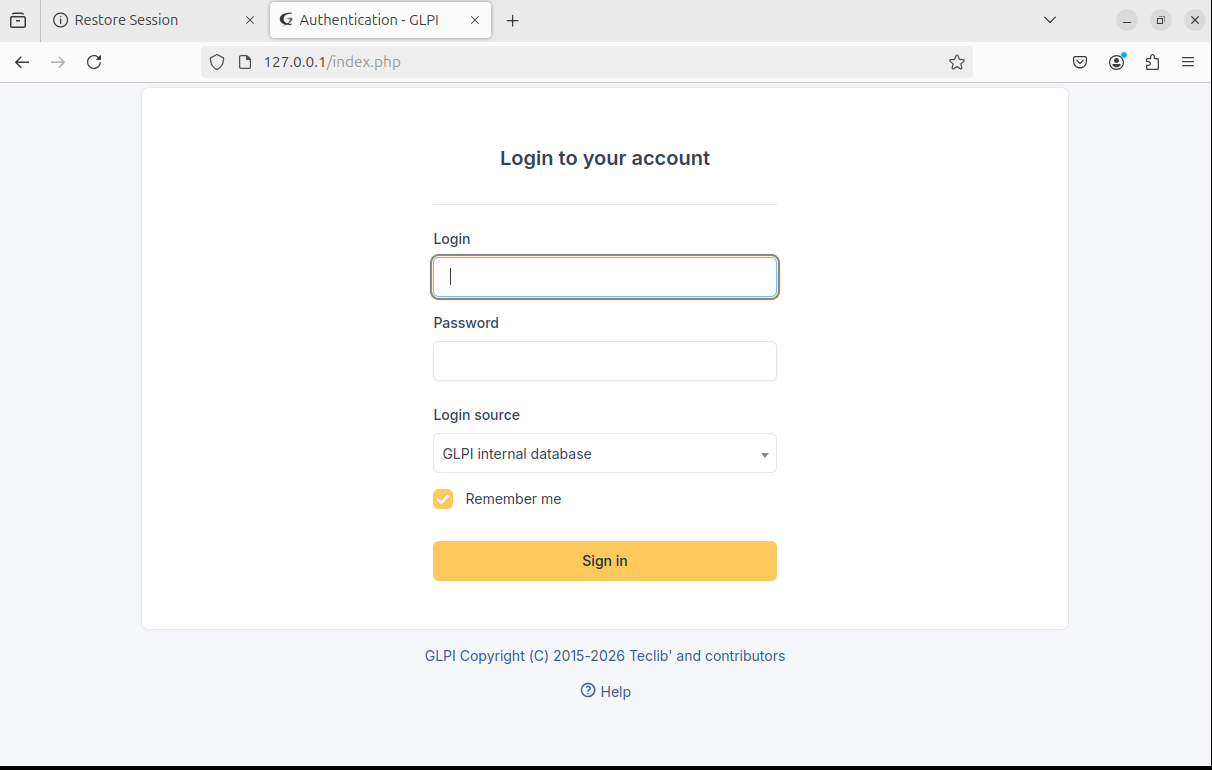 Restore Session
Authentication - GLPI
127.0.0.1/index.php
Login to your account
Login
Password
Login source
GLPI internal database
Remember me
Sign in
GLPI Copyright (C) 2015-2026 Teclib' and contributors
Help